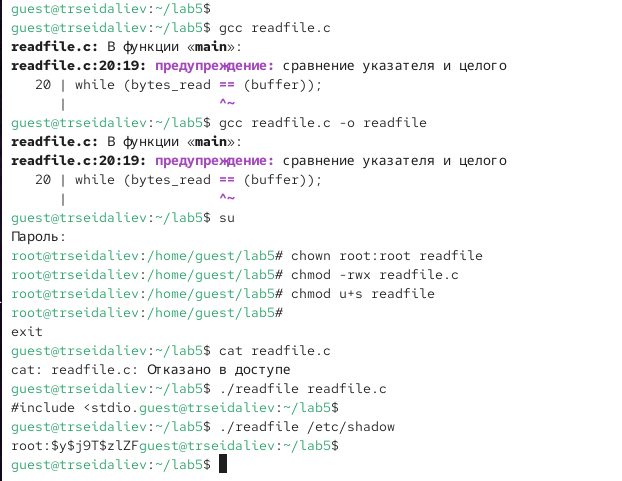 guest@trseidaliev:~/lab5$
guest@trseidaliev:~/lab5$ gcc readfile.c
readfile.c: В функции «main»:
readfile.c:20:19: предупреждение: сравнение указателя и целого
   20 | while (bytes_read == (buffer));
      |                   ^~
guest@trseidaliev:~/lab5$ gcc readfile.c -o readfile
readfile.c: В функции «main»:
readfile.c:20:19: предупреждение: сравнение указателя и целого
   20 | while (bytes_read == (buffer));
      |                   ^~
guest@trseidaliev:~/lab5$ su
Пароль:
root@trseidaliev:/home/guest/lab5# chown root:root readfile
root@trseidaliev:/home/guest/lab5# chmod -rwx readfile.c
root@trseidaliev:/home/guest/lab5# chmod u+s readfile
root@trseidaliev:/home/guest/lab5#
exit
guest@trseidaliev:~/lab5$ cat readfile.c
cat: readfile.c: Отказано в доступе
guest@trseidaliev:~/lab5$ ./readfile readfile.c
#include <stdio.guest@trseidaliev:~/lab5$
guest@trseidaliev:~/lab5$ ./readfile /etc/shadow
root:$y$j9T$zlZFguest@trseidaliev:~/lab5$
guest@trseidaliev:~/lab5$